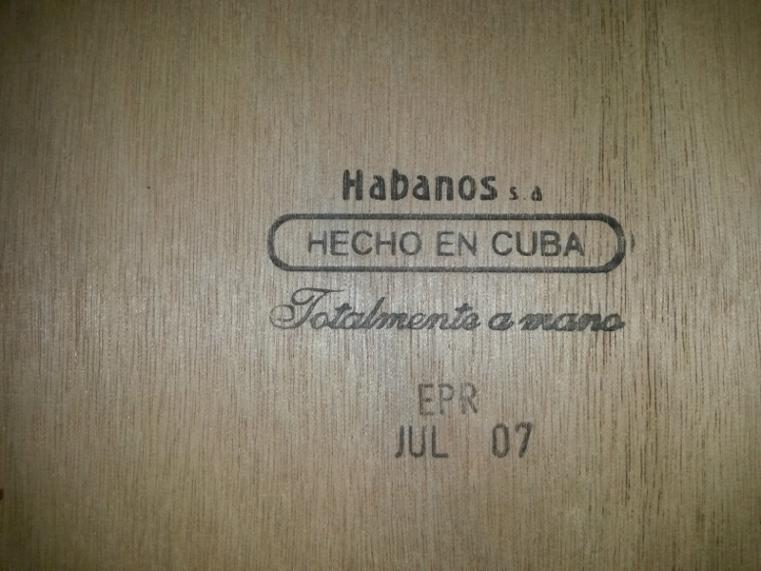 Habanos s.a
HECHO EN CUBA
Totalmente a mano
EPR
JUL 07